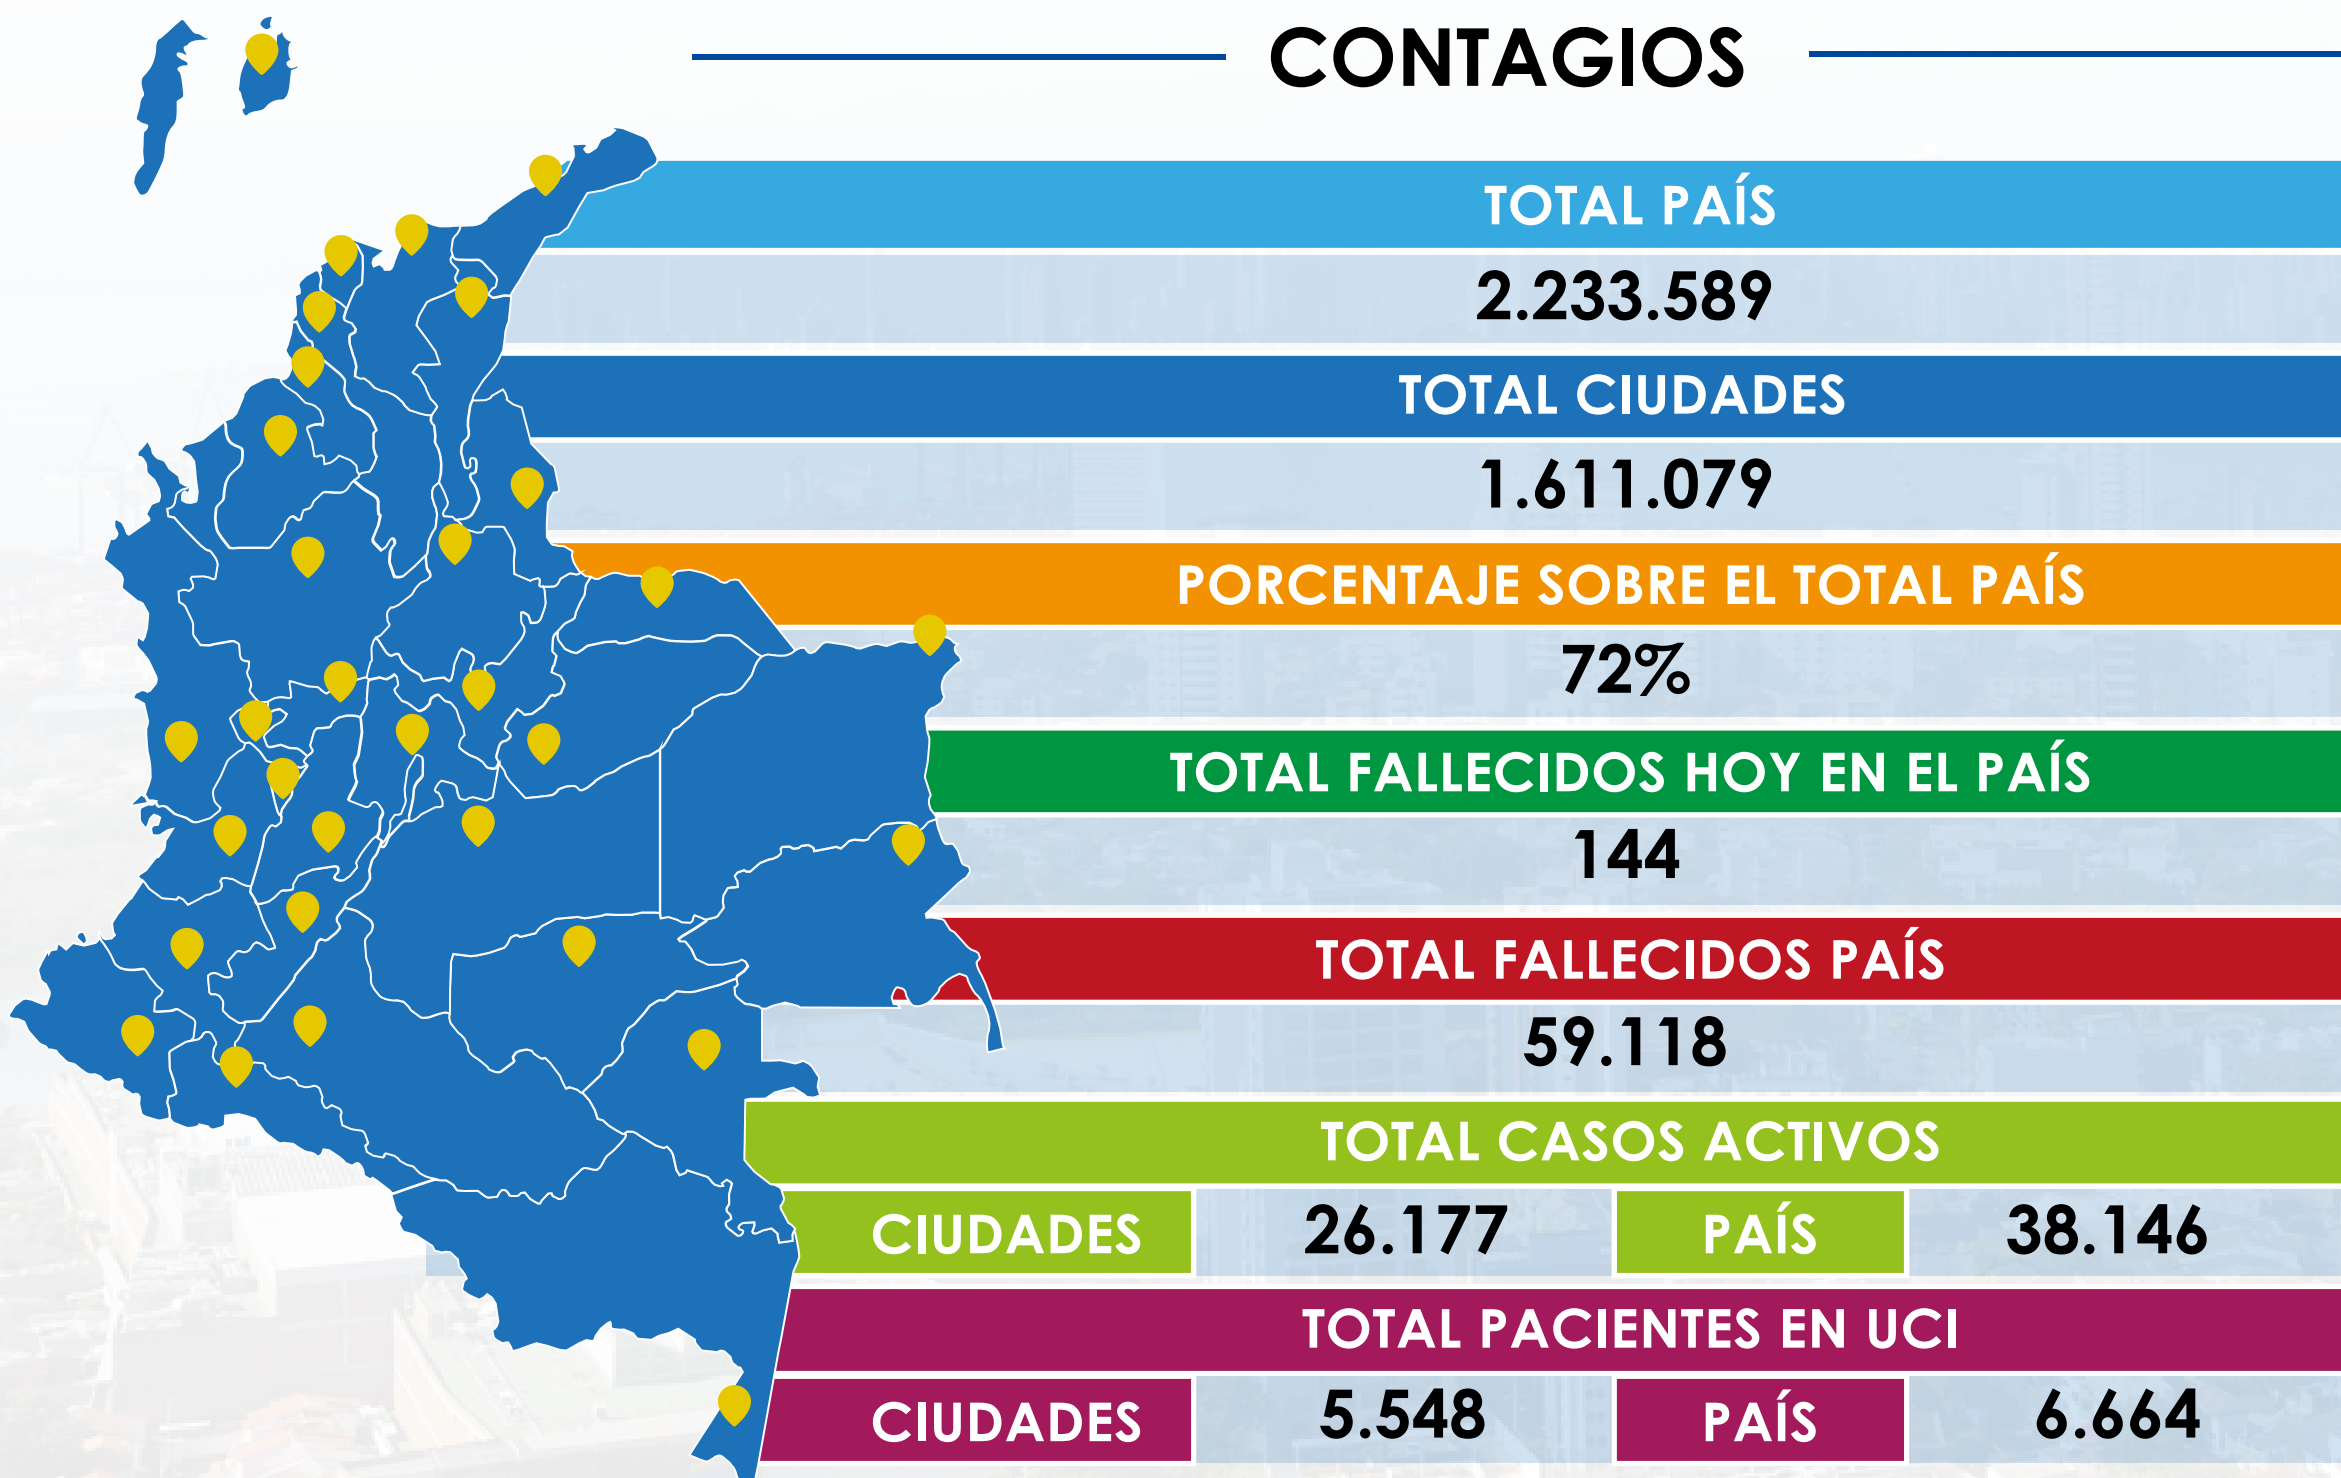 CONTAGIOS
TOTAL PAÍS
2.233.589
TOTAL CIUDADES
1.611.079
PORCENTAJE SOBRE EL TOTAL PAÍS
72%
TOTAL FALLECIDOS HOY EN EL PAÍS
144
TOTAL FALLECIDOS PAÍS
59.118
TOTAL CASOS ACTIVOS
CIUDADES 26.177 PAÍS 38.146
TOTAL PACIENTES EN UCI
CIUDADES 5.548 PAÍS 6.664